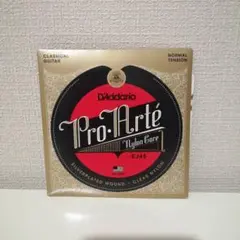 CLASSICAL
GUITAR
NORMAL
TENSION
D'Addario
Pro·Arté
Nylon Core
EJ45
SILVERPLATED WOUND · CLEAR NYLON